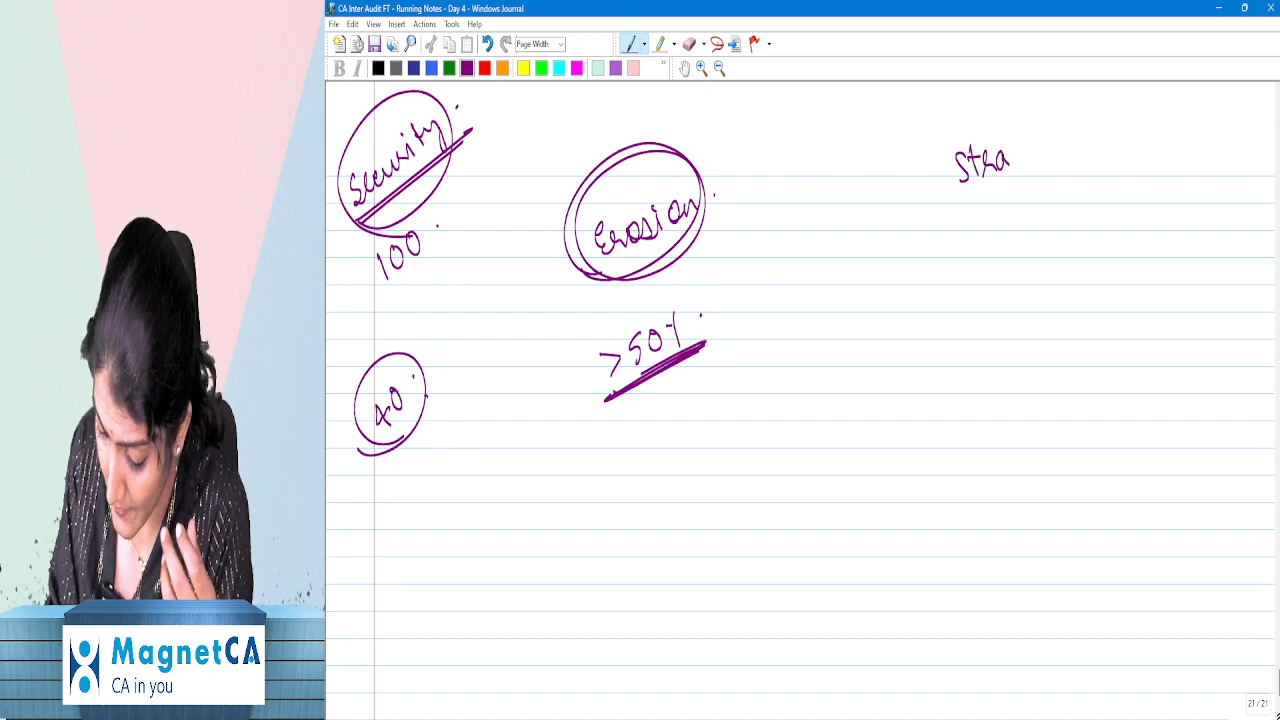 CA Inter Audit FT - Running Notes - Day 4 - Windows Journal
File Edit View Insert Actions Tools Help
Page Width
B I
Security
100
40
Erosion
>50%
Stra
MagnetCA
CA in you
21 / 21